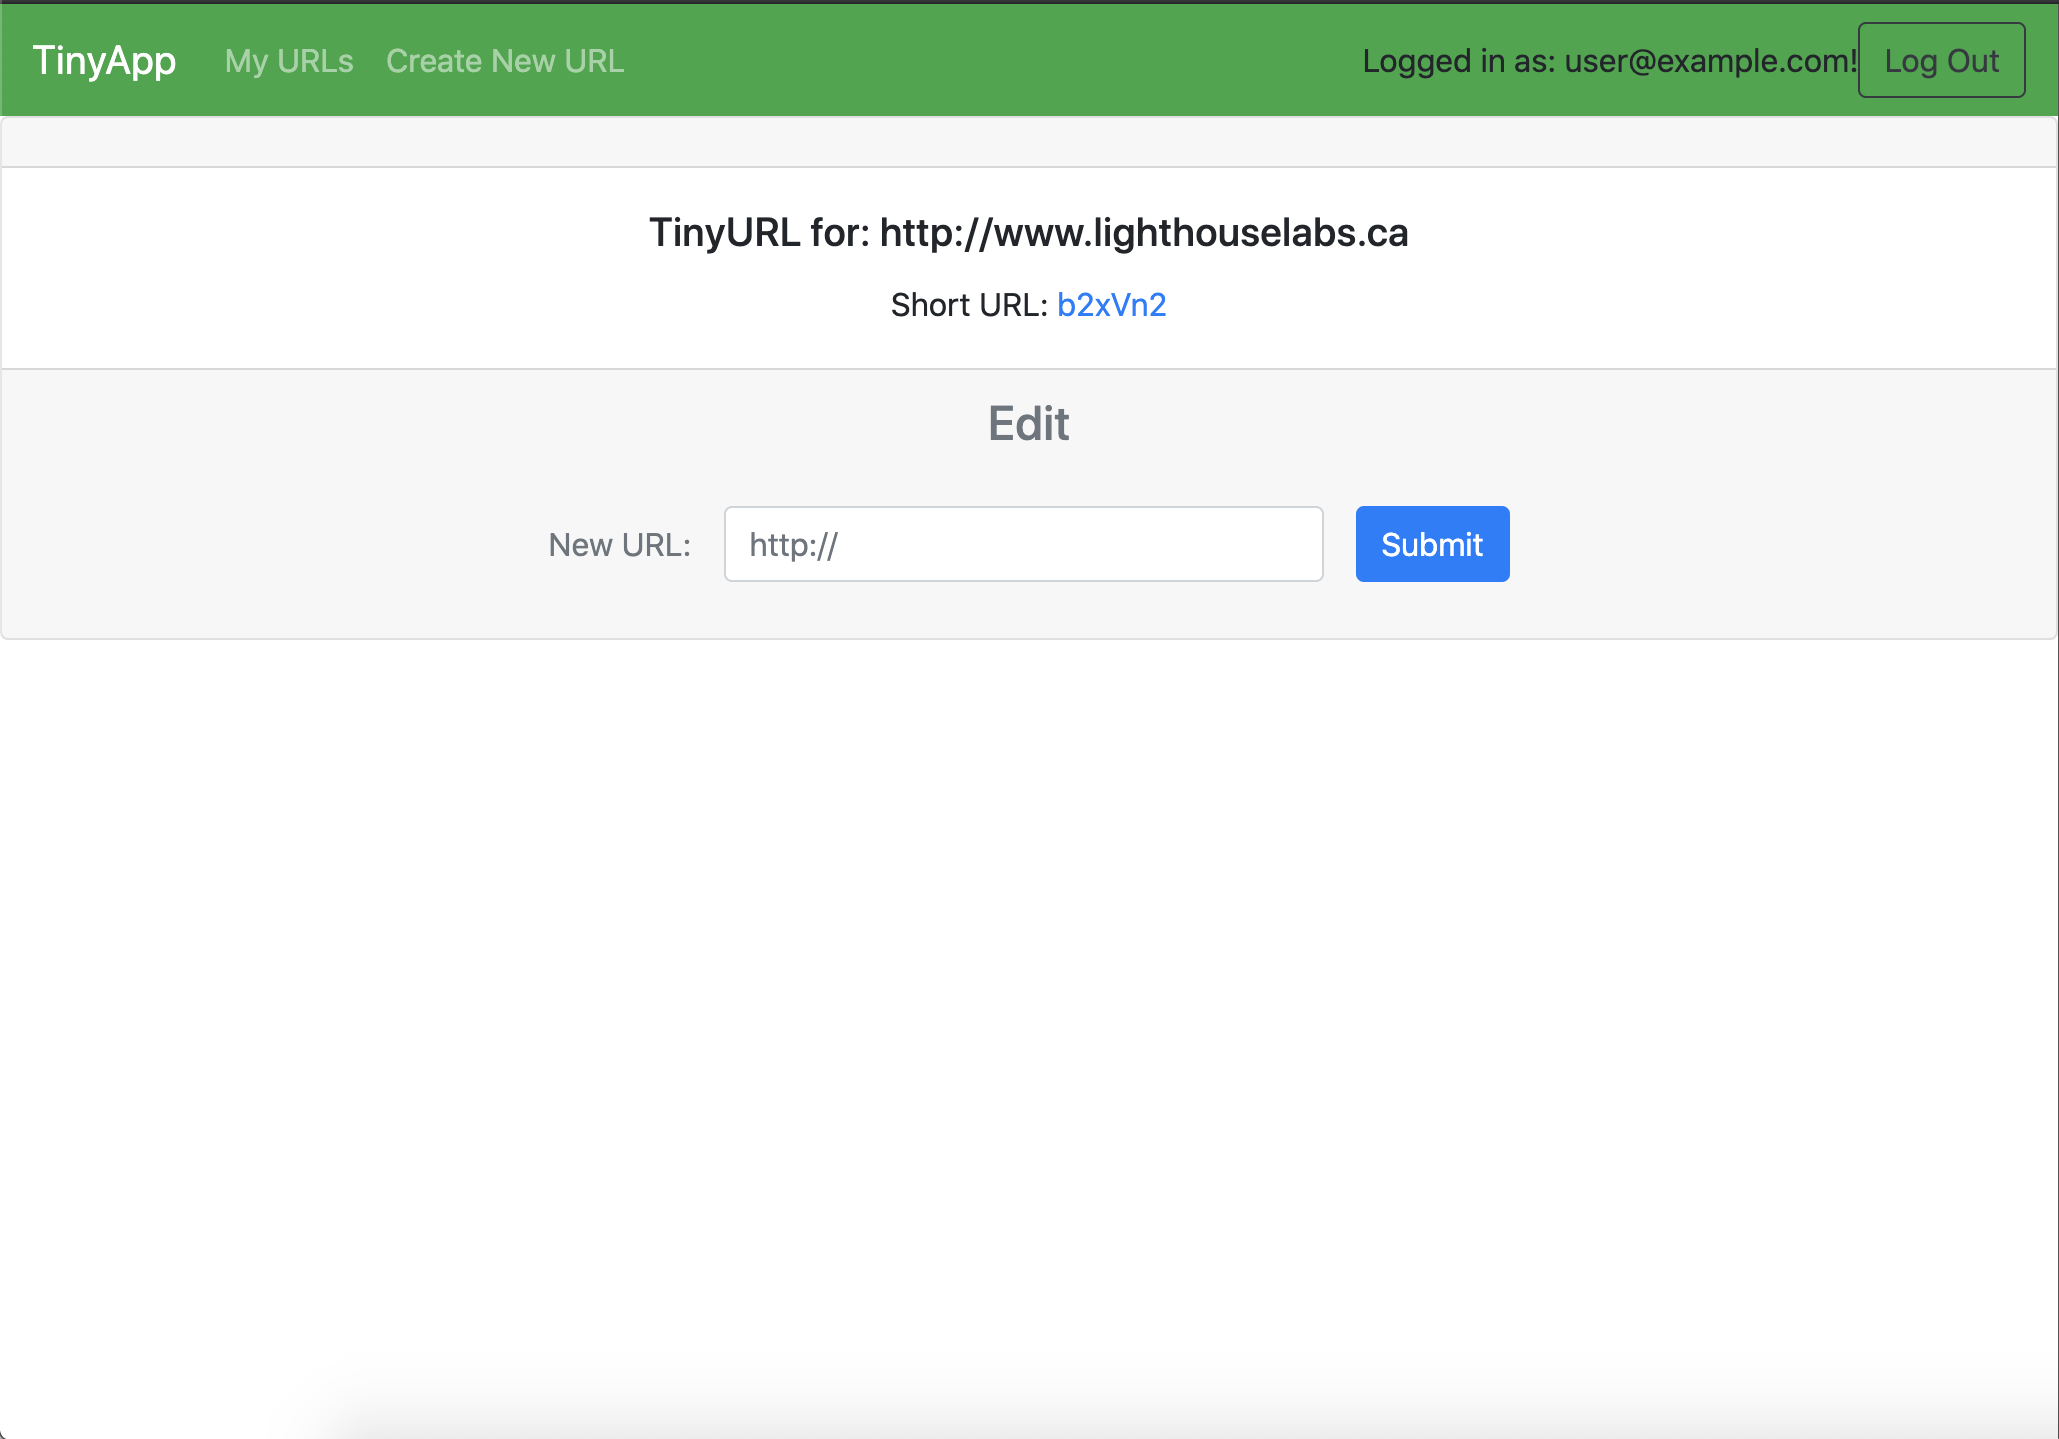 TinyApp My URLs Create New URL Logged in as: user@example.com! Log Out
TinyURL for: http://www.lighthouselabs.ca
Short URL: b2xVn2
Edit
New URL: http:// Submit